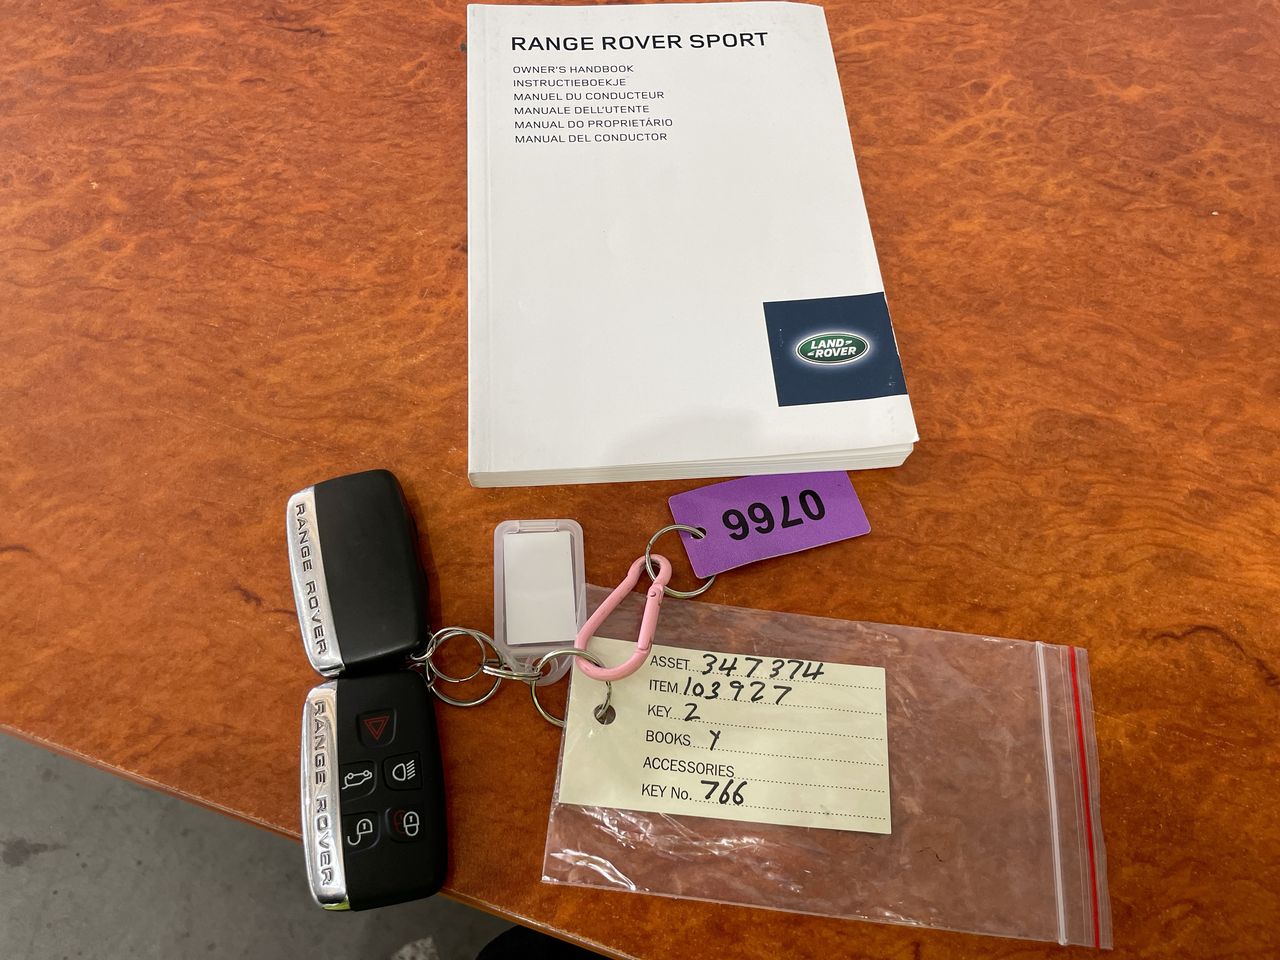 RANGE ROVER SPORT
OWNER'S HANDBOOK
INSTRUCTIEBOEKJE
MANUEL DU CONDUCTEUR
MANUALE DELL'UTENTE
MANUAL DO PROPRIETÁRIO
MANUAL DEL CONDUCTOR
LAND
ROVER
0766
RANGE ROVER
RANGE ROVER
ASSET 347374
ITEM 103927
KEY 2
BOOKS Y
ACCESSORIES
KEY No. 766